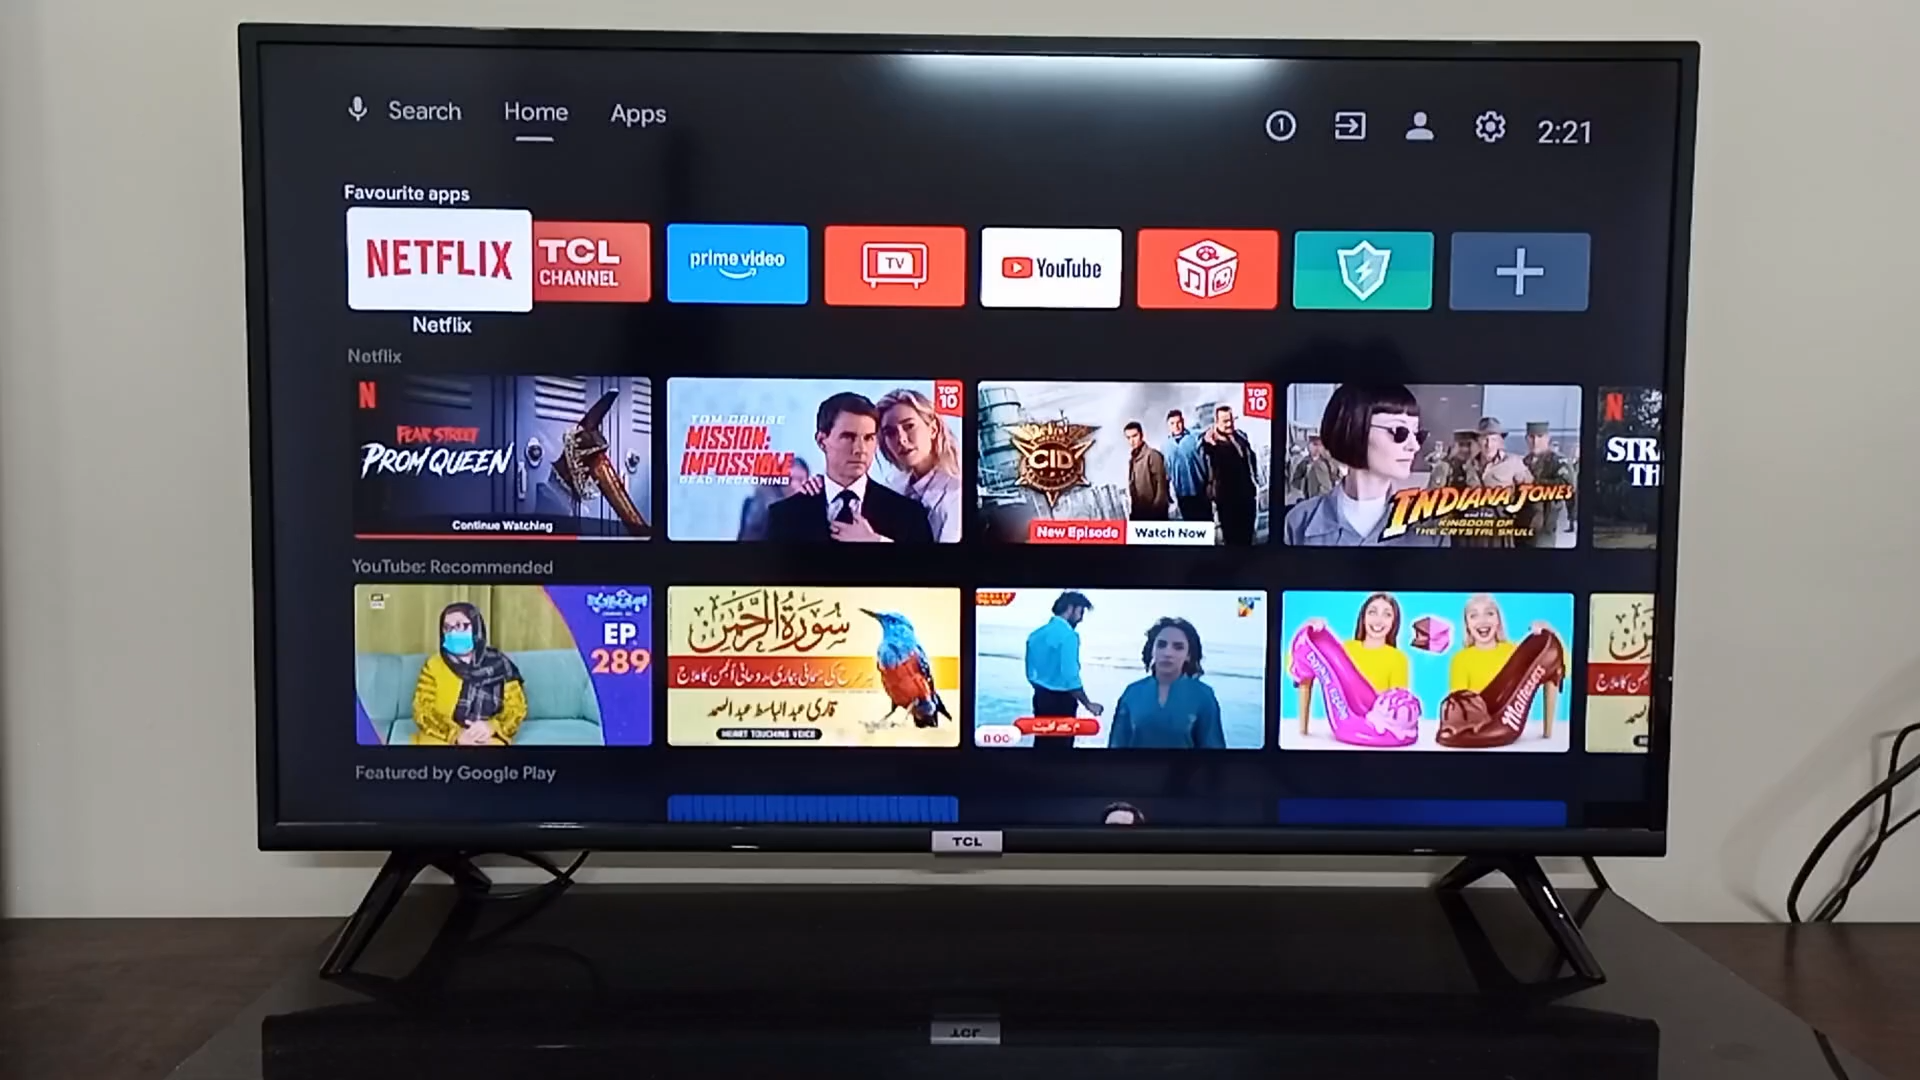 Search Home Apps
1
2:21
Favourite apps
NETFLIX
TCL
CHANNEL
prime video
TV
YouTube
Netflix
Netflix
N
FEAR STREET
PROM QUEEN
Continue Watching
TOM CRUISE
MISSION:
IMPOSSIBLE
DEAD RECKONING
TOP
10
CID
New Episode
Watch Now
TOP
10
INDIANA JONES
KINGDOM OF
THE CRYSTAL SKULL
N
STR
TH
YouTube: Recommended
EP
289
سورة الرحمن
قاری عبد الباسط عبد الصمد
HEART TOUCHING VOICE
Maltesers
Featured by Google Play
TCL